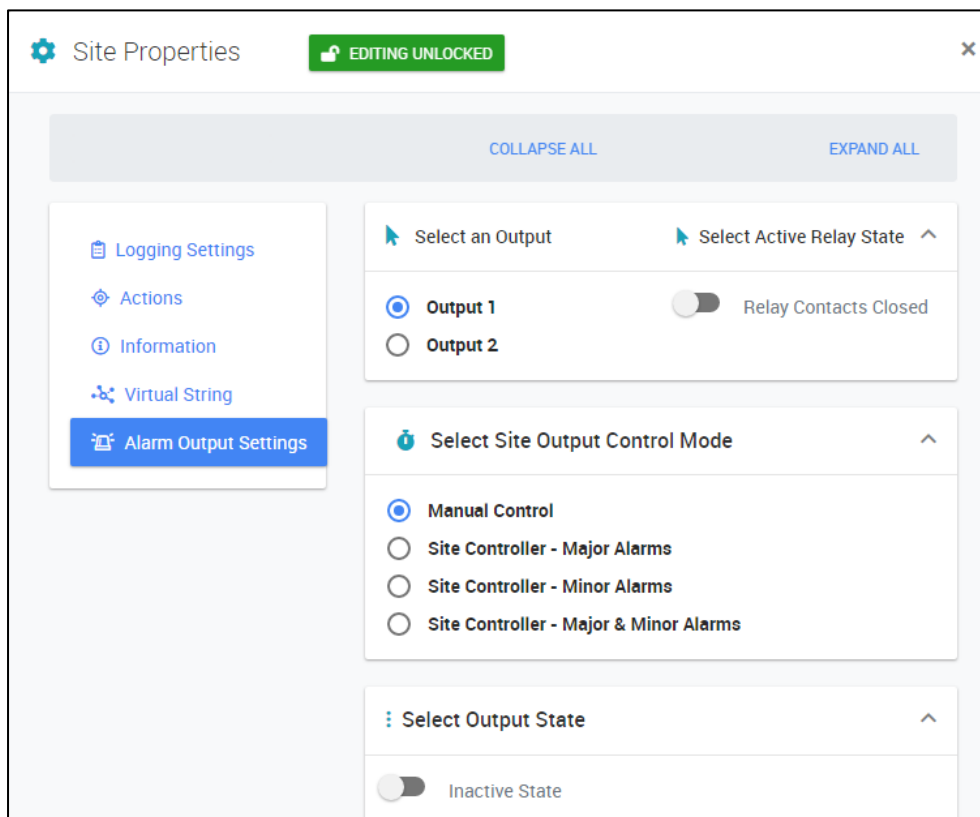 Site Properties
EDITING UNLOCKED
COLLAPSE ALL
EXPAND ALL
Logging Settings
Actions
Information
Virtual String
Alarm Output Settings
Select an Output
Select Active Relay State
Output 1
Relay Contacts Closed
Output 2
Select Site Output Control Mode
Manual Control
Site Controller - Major Alarms
Site Controller - Minor Alarms
Site Controller - Major & Minor Alarms
Select Output State
Inactive State